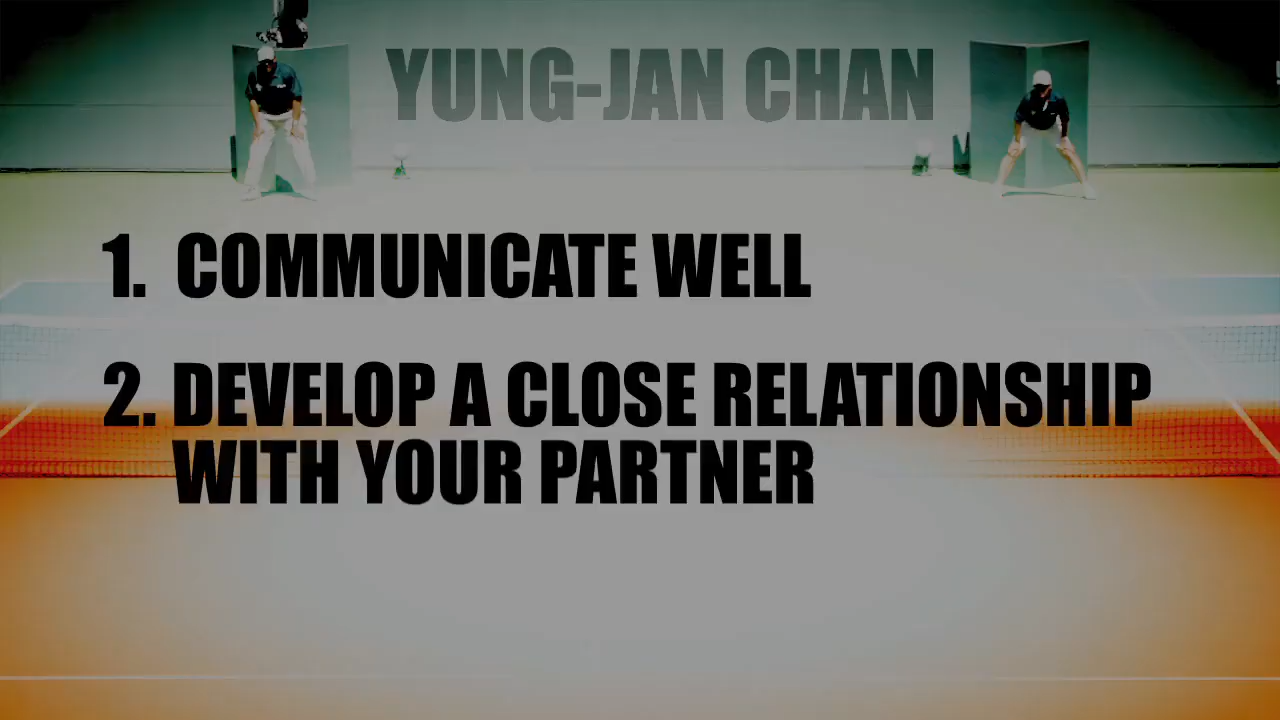 YUNG-JAN CHAN
1. COMMUNICATE WELL
2. DEVELOP A CLOSE RELATIONSHIP
WITH YOUR PARTNER